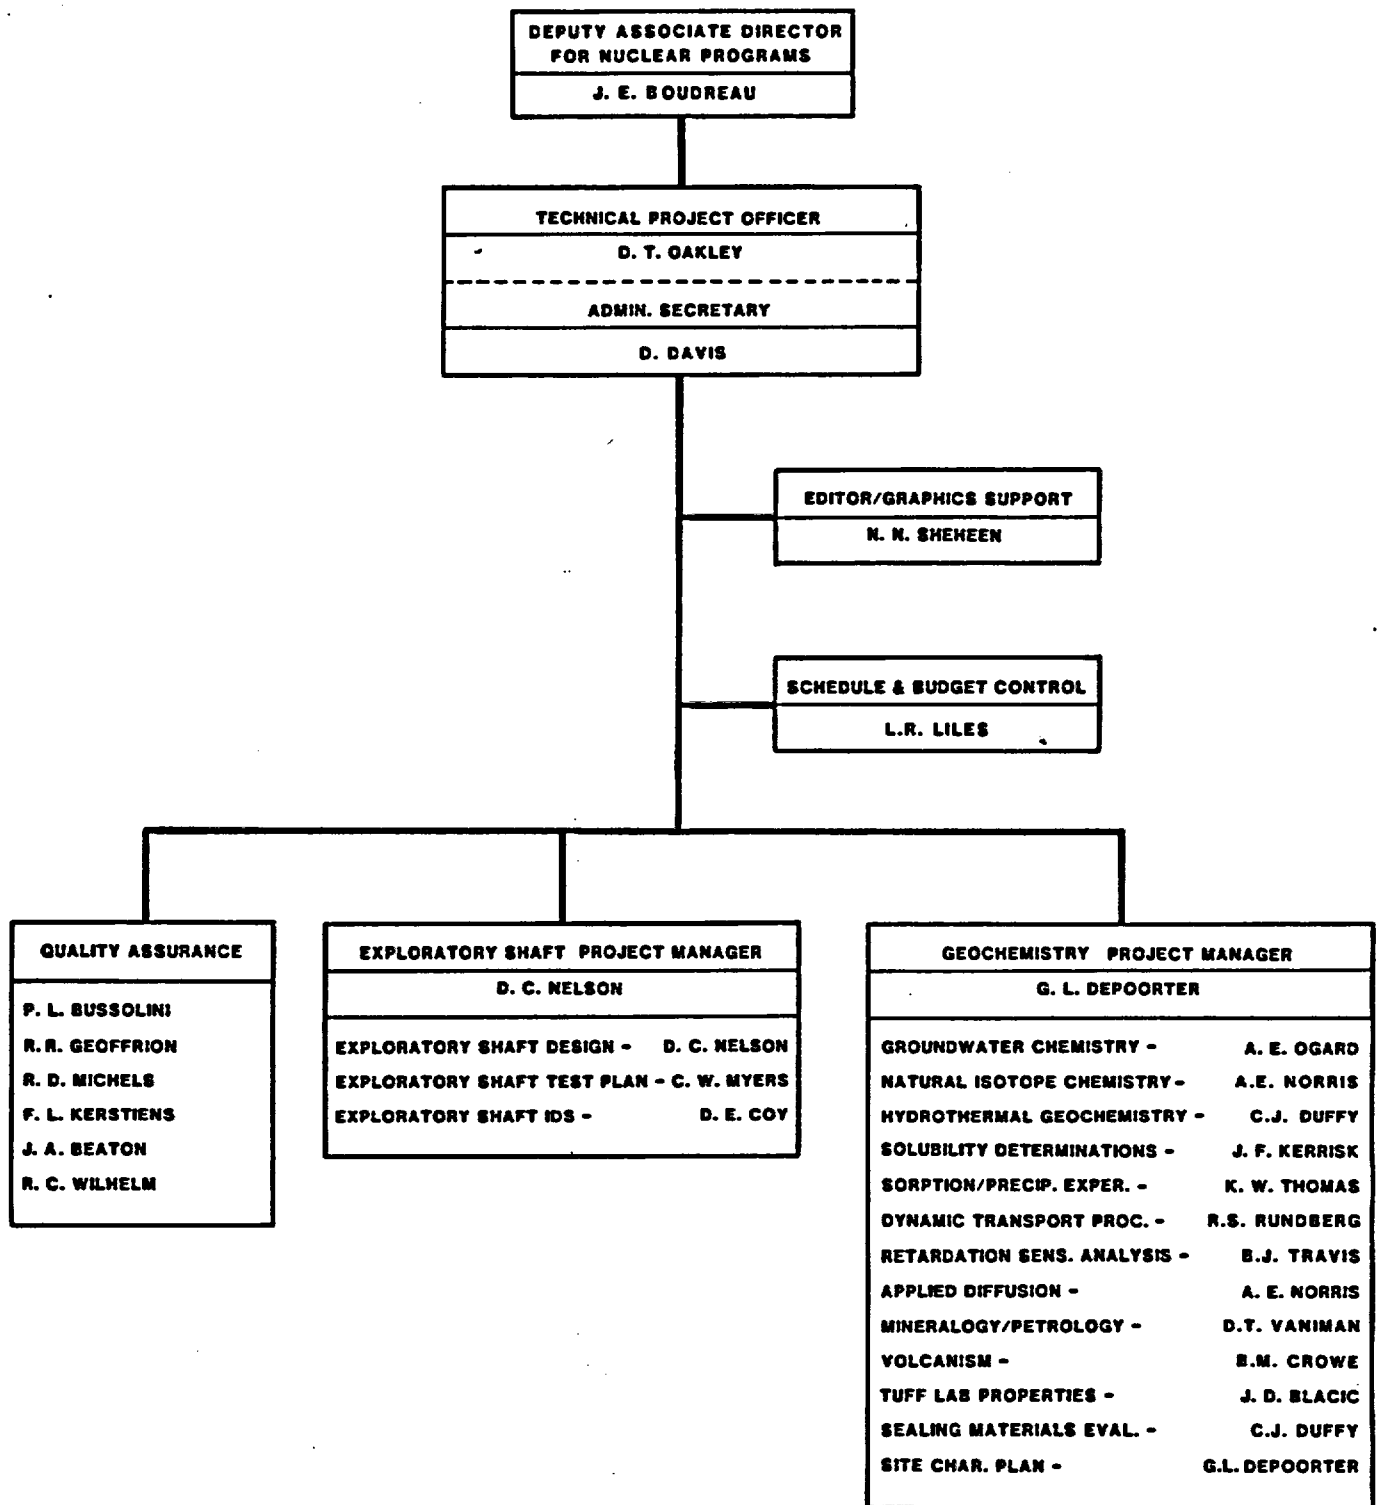 DEPUTY ASSOCIATE DIRECTOR
FOR NUCLEAR PROGRAMS
J. E. BOUDREAU
TECHNICAL PROJECT OFFICER
D. T. OAKLEY
ADMIN. SECRETARY
D. DAVIS
EDITOR/GRAPHICS SUPPORT
N. N. SHEHEEN
SCHEDULE & BUDGET CONTROL
L.R. LILES
QUALITY ASSURANCE
P. L. BUSSOLINI
R.R. GEOFFRION
R. D. MICHELS
F. L. KERSTIENS
J. A. BEATON
R. C. WILHELM
EXPLORATORY SHAFT PROJECT MANAGER
D. C. NELSON
EXPLORATORY SHAFT DESIGN - D. C. NELSON
EXPLORATORY SHAFT TEST PLAN - C. W. MYERS
EXPLORATORY SHAFT IDS - D. E. COY
GEOCHEMISTRY PROJECT MANAGER
G. L. DEPOORTER
GROUNDWATER CHEMISTRY - A. E. OGARD
NATURAL ISOTOPE CHEMISTRY - A.E. NORRIS
HYDROTHERMAL GEOCHEMISTRY - C.J. DUFFY
SOLUBILITY DETERMINATIONS - J. F. KERRISK
SORPTION/PRECIP. EXPER. - K. W. THOMAS
DYNAMIC TRANSPORT PROC. - R.S. RUNDBERG
RETARDATION SENS. ANALYSIS - B.J. TRAVIS
APPLIED DIFFUSION - A. E. NORRIS
MINERALOGY/PETROLOGY - D.T. VANIMAN
VOLCANISM - B.M. CROWE
TUFF LAB PROPERTIES - J. D. BLACIC
SEALING MATERIALS EVAL. - C.J. DUFFY
SITE CHAR. PLAN - G.L. DEPOORTER